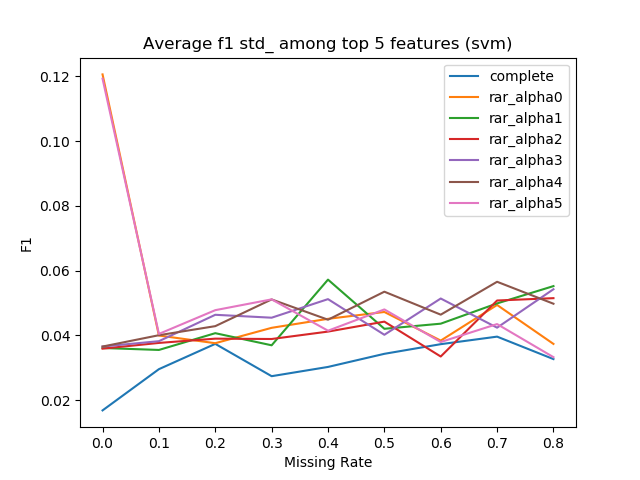 Average f1 std_ among top 5 features (svm)
complete
rar_alpha0
rar_alpha1
rar_alpha2
rar_alpha3
rar_alpha4
rar_alpha5
F1
0.12
0.10
0.08
0.06
0.04
0.02
0.0 0.1 0.2 0.3 0.4 0.5 0.6 0.7 0.8
Missing Rate